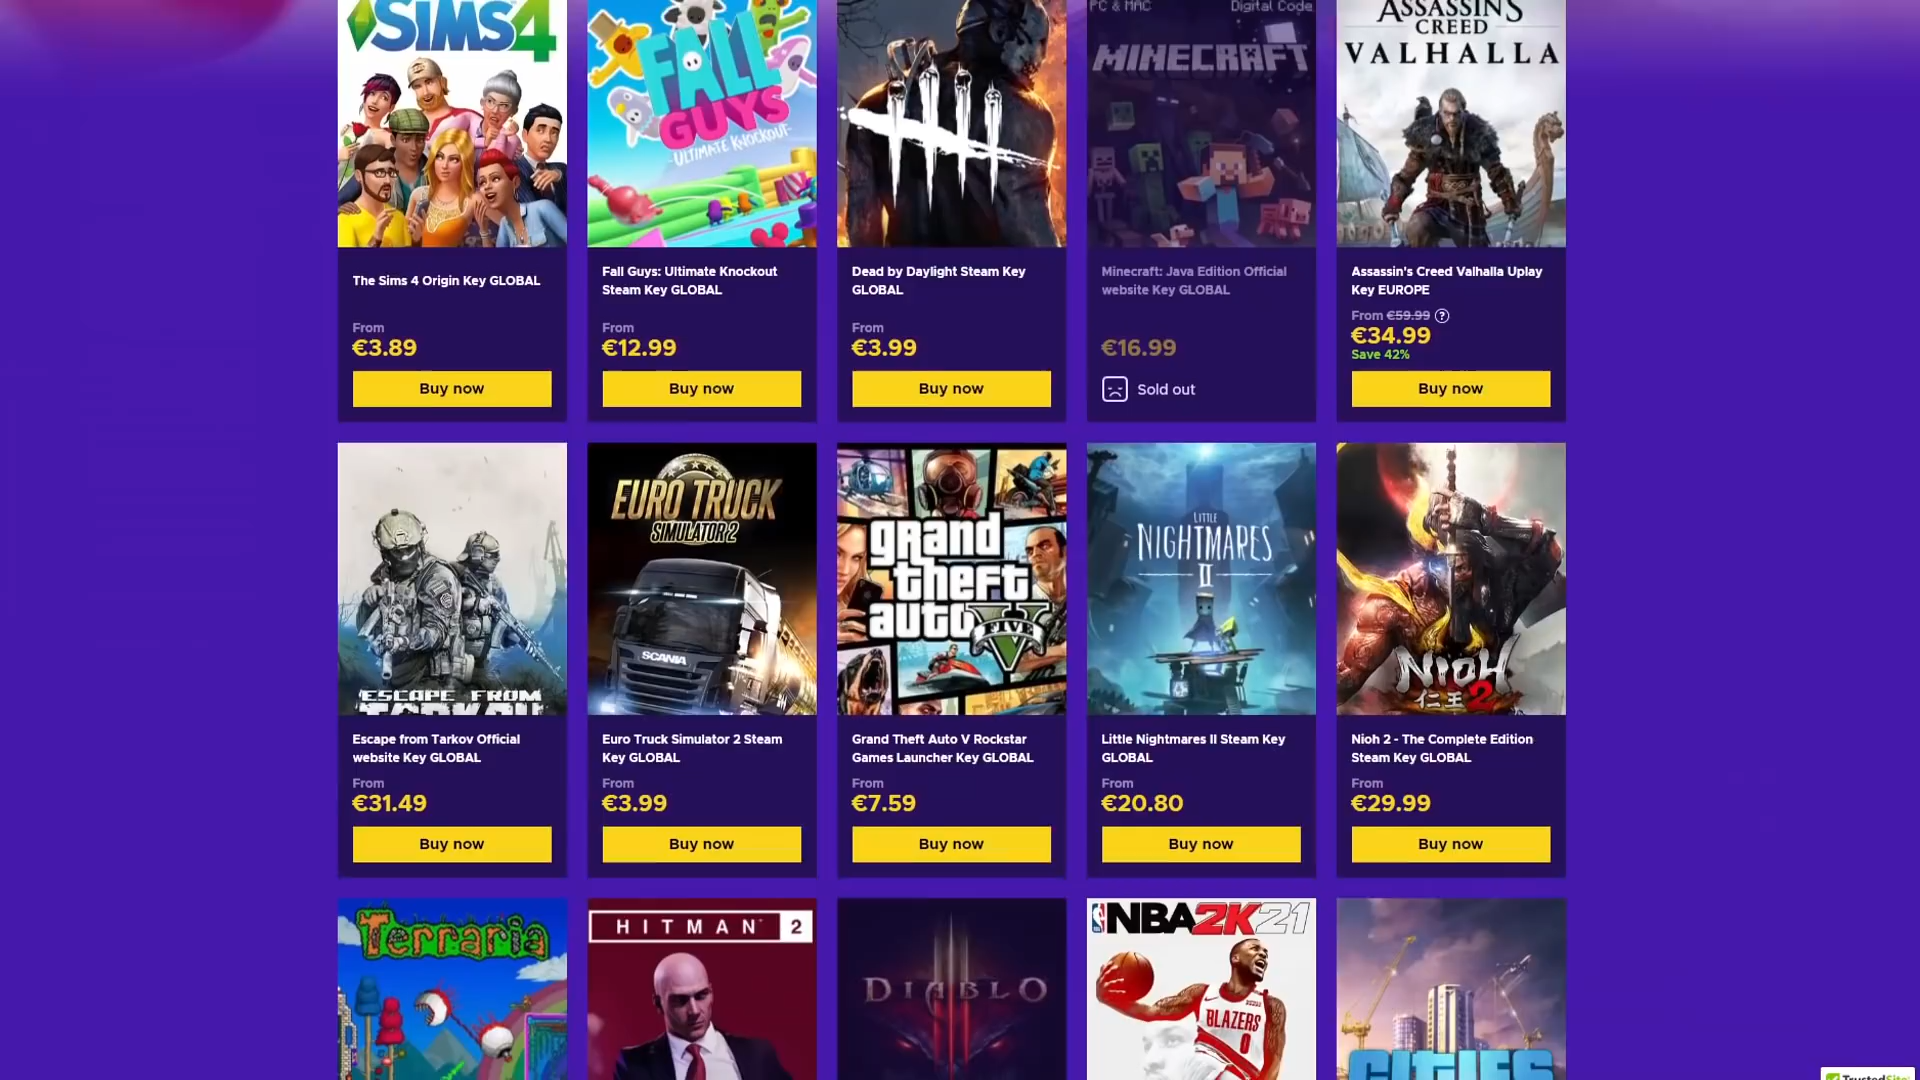 SIMS 4
FALL
GUYS
-ULTIMATE KNOCKOUT-
PC & MAC Digital Code
MINECRAFT
ASSASSIN'S
CREED
VALHALLA
The Sims 4 Origin Key GLOBAL
Fall Guys: Ultimate Knockout
Steam Key GLOBAL
Dead by Daylight Steam Key
GLOBAL
Minecraft: Java Edition Official
website Key GLOBAL
Assassin's Creed Valhalla Uplay
Key EUROPE
From
€3.89
From
€12.99
From
€3.99
€16.99
From €59.99 ?
€34.99
Save 42%
Buy now
Buy now
Buy now
Sold out
Buy now
ESCAPE FROM
TARKOV
EURO TRUCK
SIMULATOR 2
SCANIA
grand
theft
auto V
FIVE
LITTLE
NIGHTMARES
II
NIOH
仁王2
Escape from Tarkov Official
website Key GLOBAL
Euro Truck Simulator 2 Steam
Key GLOBAL
Grand Theft Auto V Rockstar
Games Launcher Key GLOBAL
Little Nightmares II Steam Key
GLOBAL
Nioh 2 - The Complete Edition
Steam Key GLOBAL
From
€31.49
From
€3.99
From
€7.59
From
€20.80
From
€29.99
Buy now
Buy now
Buy now
Buy now
Buy now
Terraria
HITMAN 2
DIABLO
NBA2K21
BLAZERS
0
CITIES
TrustedSite